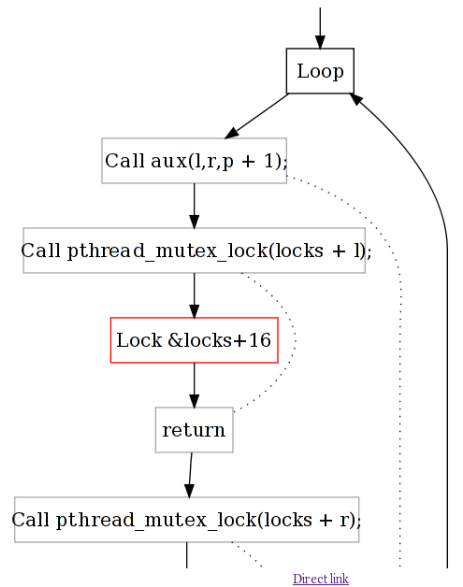 Loop
Call aux(l,r,p + 1);
Call pthread_mutex_lock(locks + l);
Lock &locks+16
return
Call pthread_mutex_lock(locks + r);
Direct link